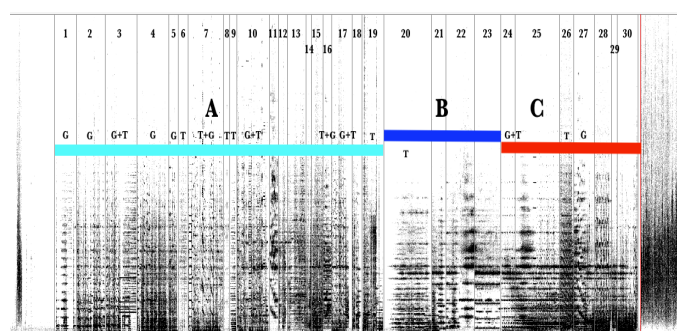 1 2 3 4 5 6 7 8 9 10 11 12 13 15 17 18 19 20 21 22 23 24 25 26 27 28 30
14 16 29
A B C
G G G+T G G T T+G T T G+T T+G G+T T G+T T G
T